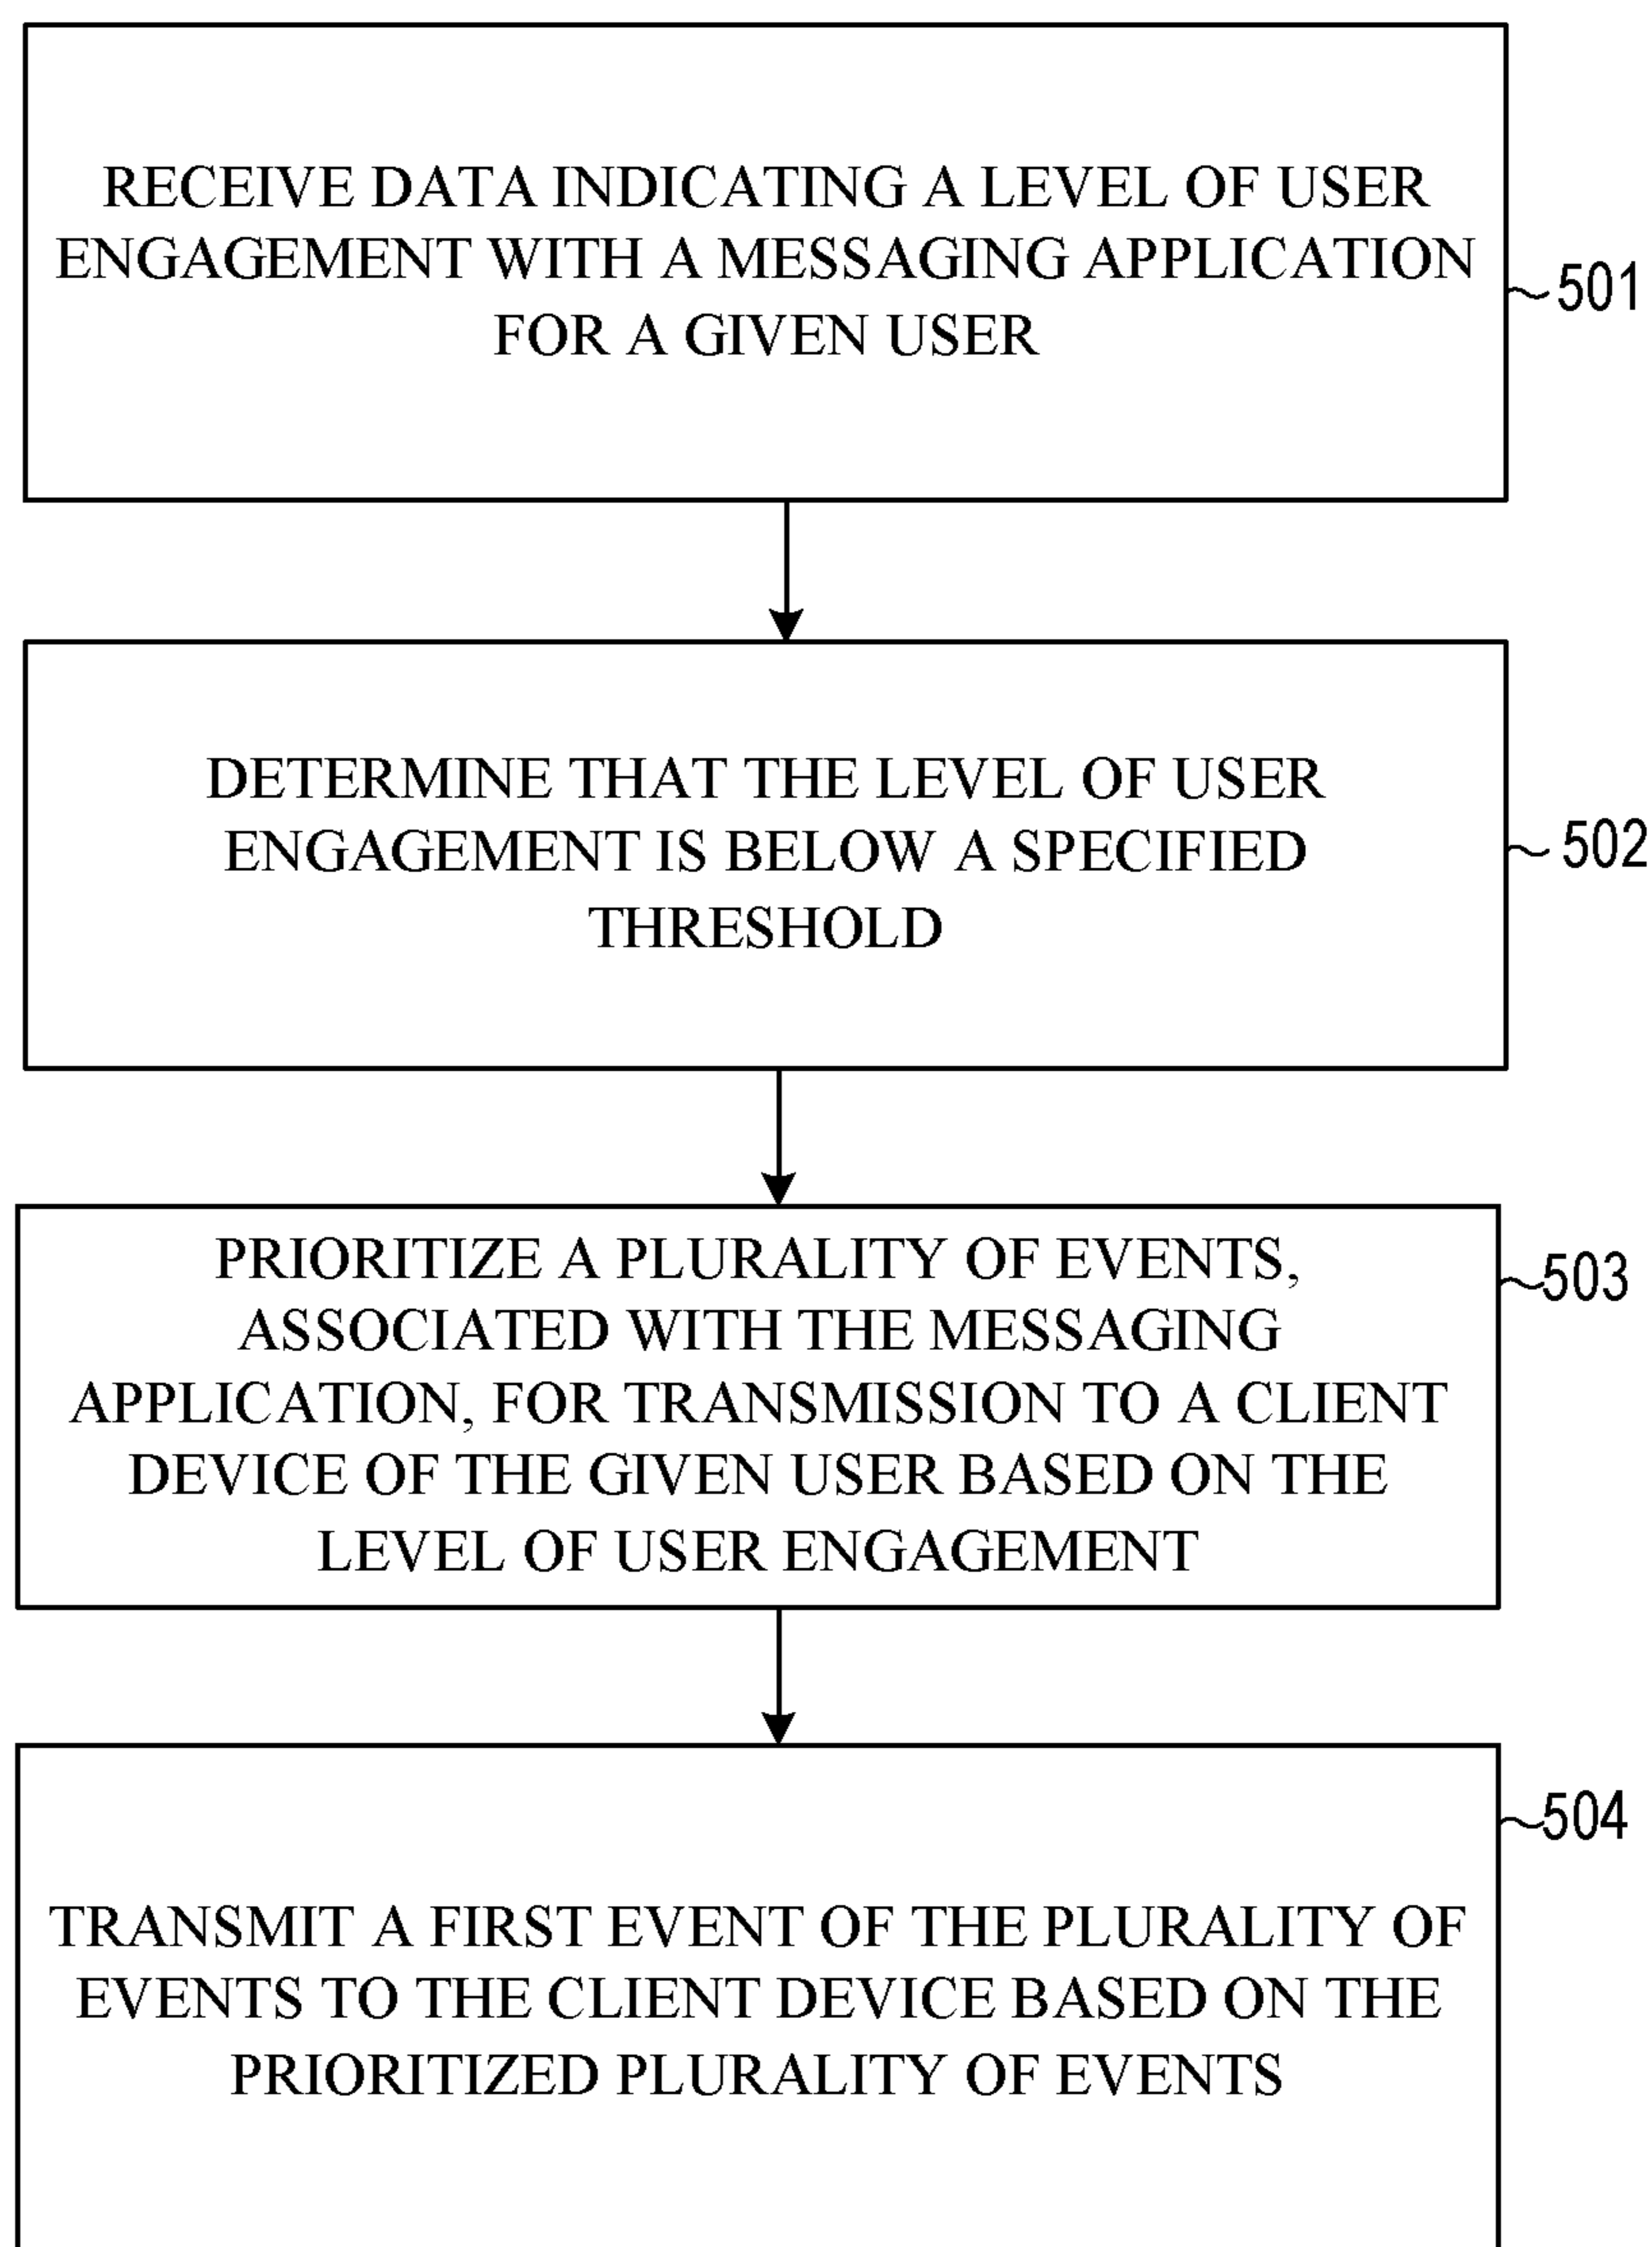 RECEIVE DATA INDICATING A LEVEL OF USER
ENGAGEMENT WITH A MESSAGING APPLICATION
FOR A GIVEN USER
501
DETERMINE THAT THE LEVEL OF USER
ENGAGEMENT IS BELOW A SPECIFIED
THRESHOLD
502
PRIORITIZE A PLURALITY OF EVENTS,
ASSOCIATED WITH THE MESSAGING
APPLICATION, FOR TRANSMISSION TO A CLIENT
DEVICE OF THE GIVEN USER BASED ON THE
LEVEL OF USER ENGAGEMENT
503
TRANSMIT A FIRST EVENT OF THE PLURALITY OF
EVENTS TO THE CLIENT DEVICE BASED ON THE
PRIORITIZED PLURALITY OF EVENTS
504